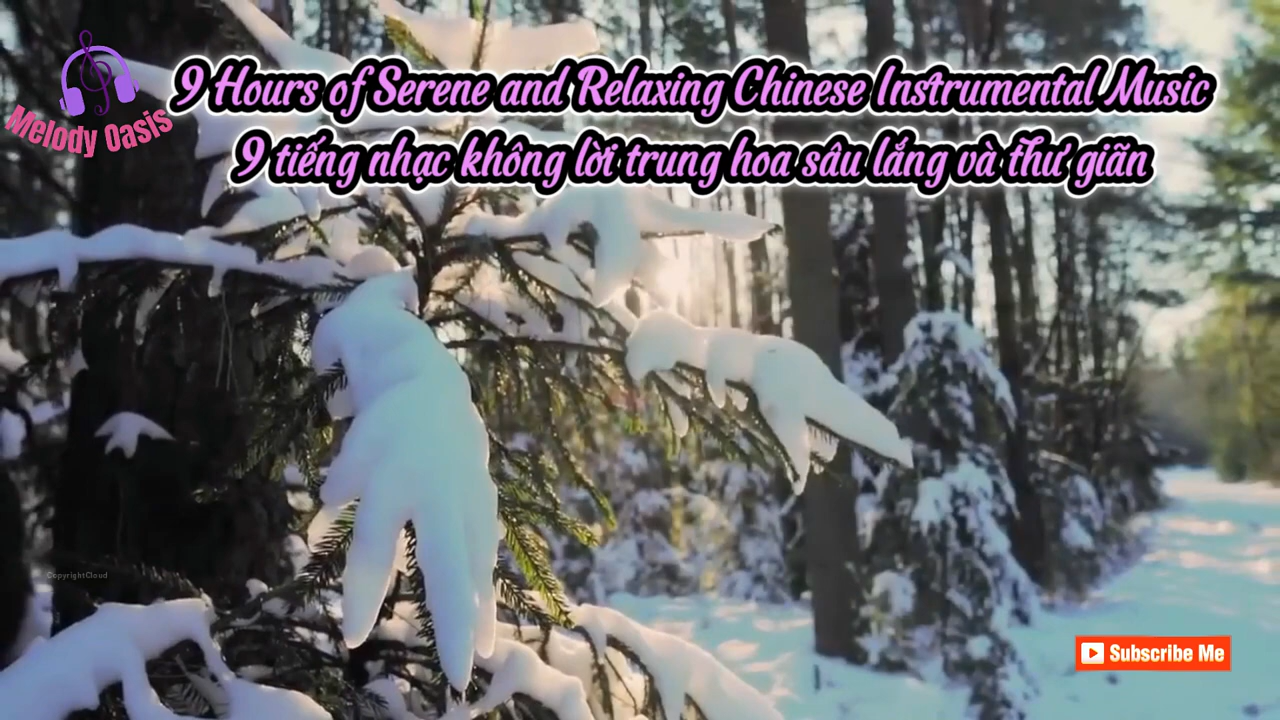 Melody Oasis
9 Hours of Serene and Relaxing Chinese Instrumental Music
9 tiếng nhạc không lời trung hoa sâu lắng và thư giãn
CopyrightCloud
Subscribe Me